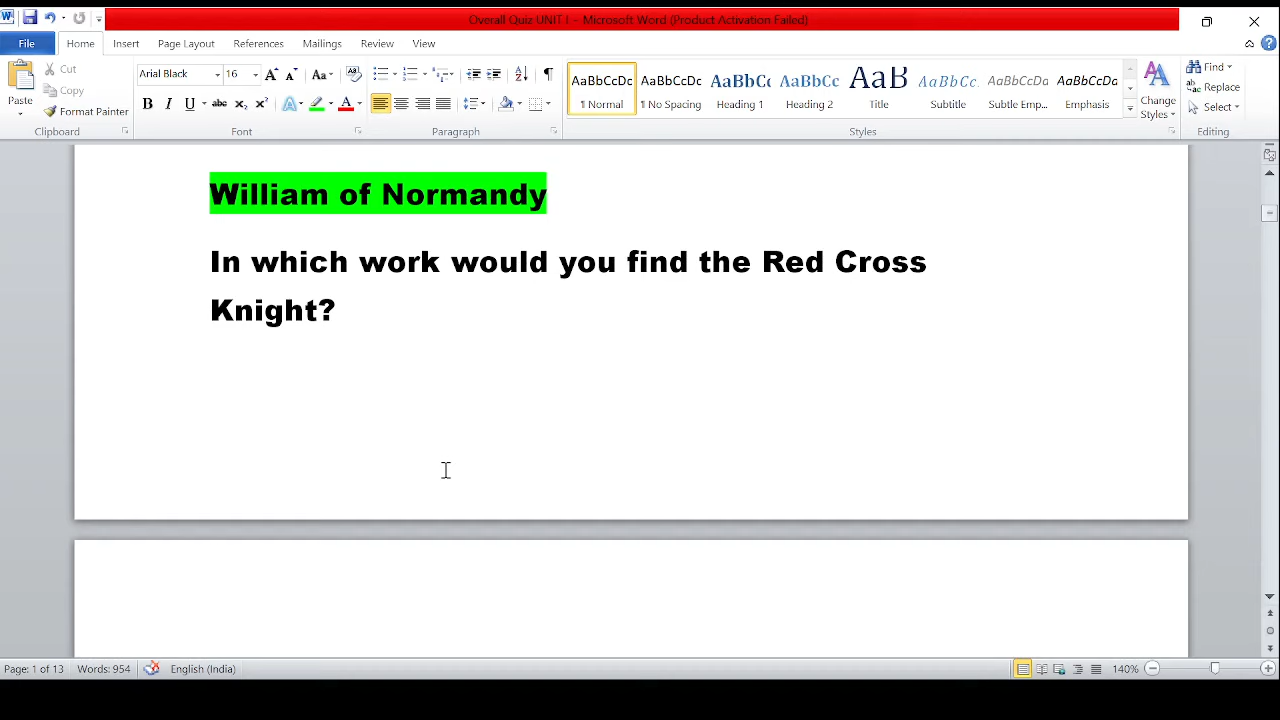 Overall Quiz UNIT I - Microsoft Word (Product Activation Failed)
File Home Insert Page Layout References Mailings Review View
Paste
Cut
Copy
Format Painter
Clipboard
Arial Black 16
Font
Paragraph
AaBbCcDc AaBbCcDc AaBbCc AaBbCc AaB AaBbCc. AaBbCcDc AaBbCcDc
¶ Normal ¶ No Spacing Heading 1 Heading 2 Title Subtitle Subtle Em... Emphasis
Change Styles
Styles
Find
Replace
Select
Editing
William of Normandy
In which work would you find the Red Cross
Knight?
Page: 1 of 13 Words: 954 English (India) 140%